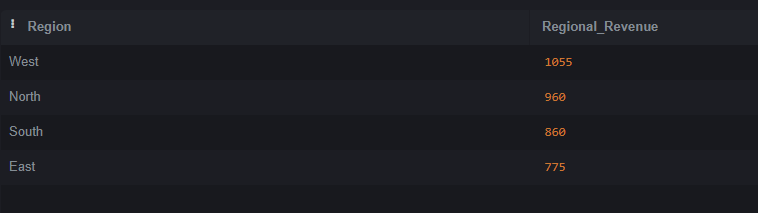 Region Regional_Revenue
West 1055
North 960
South 860
East 775